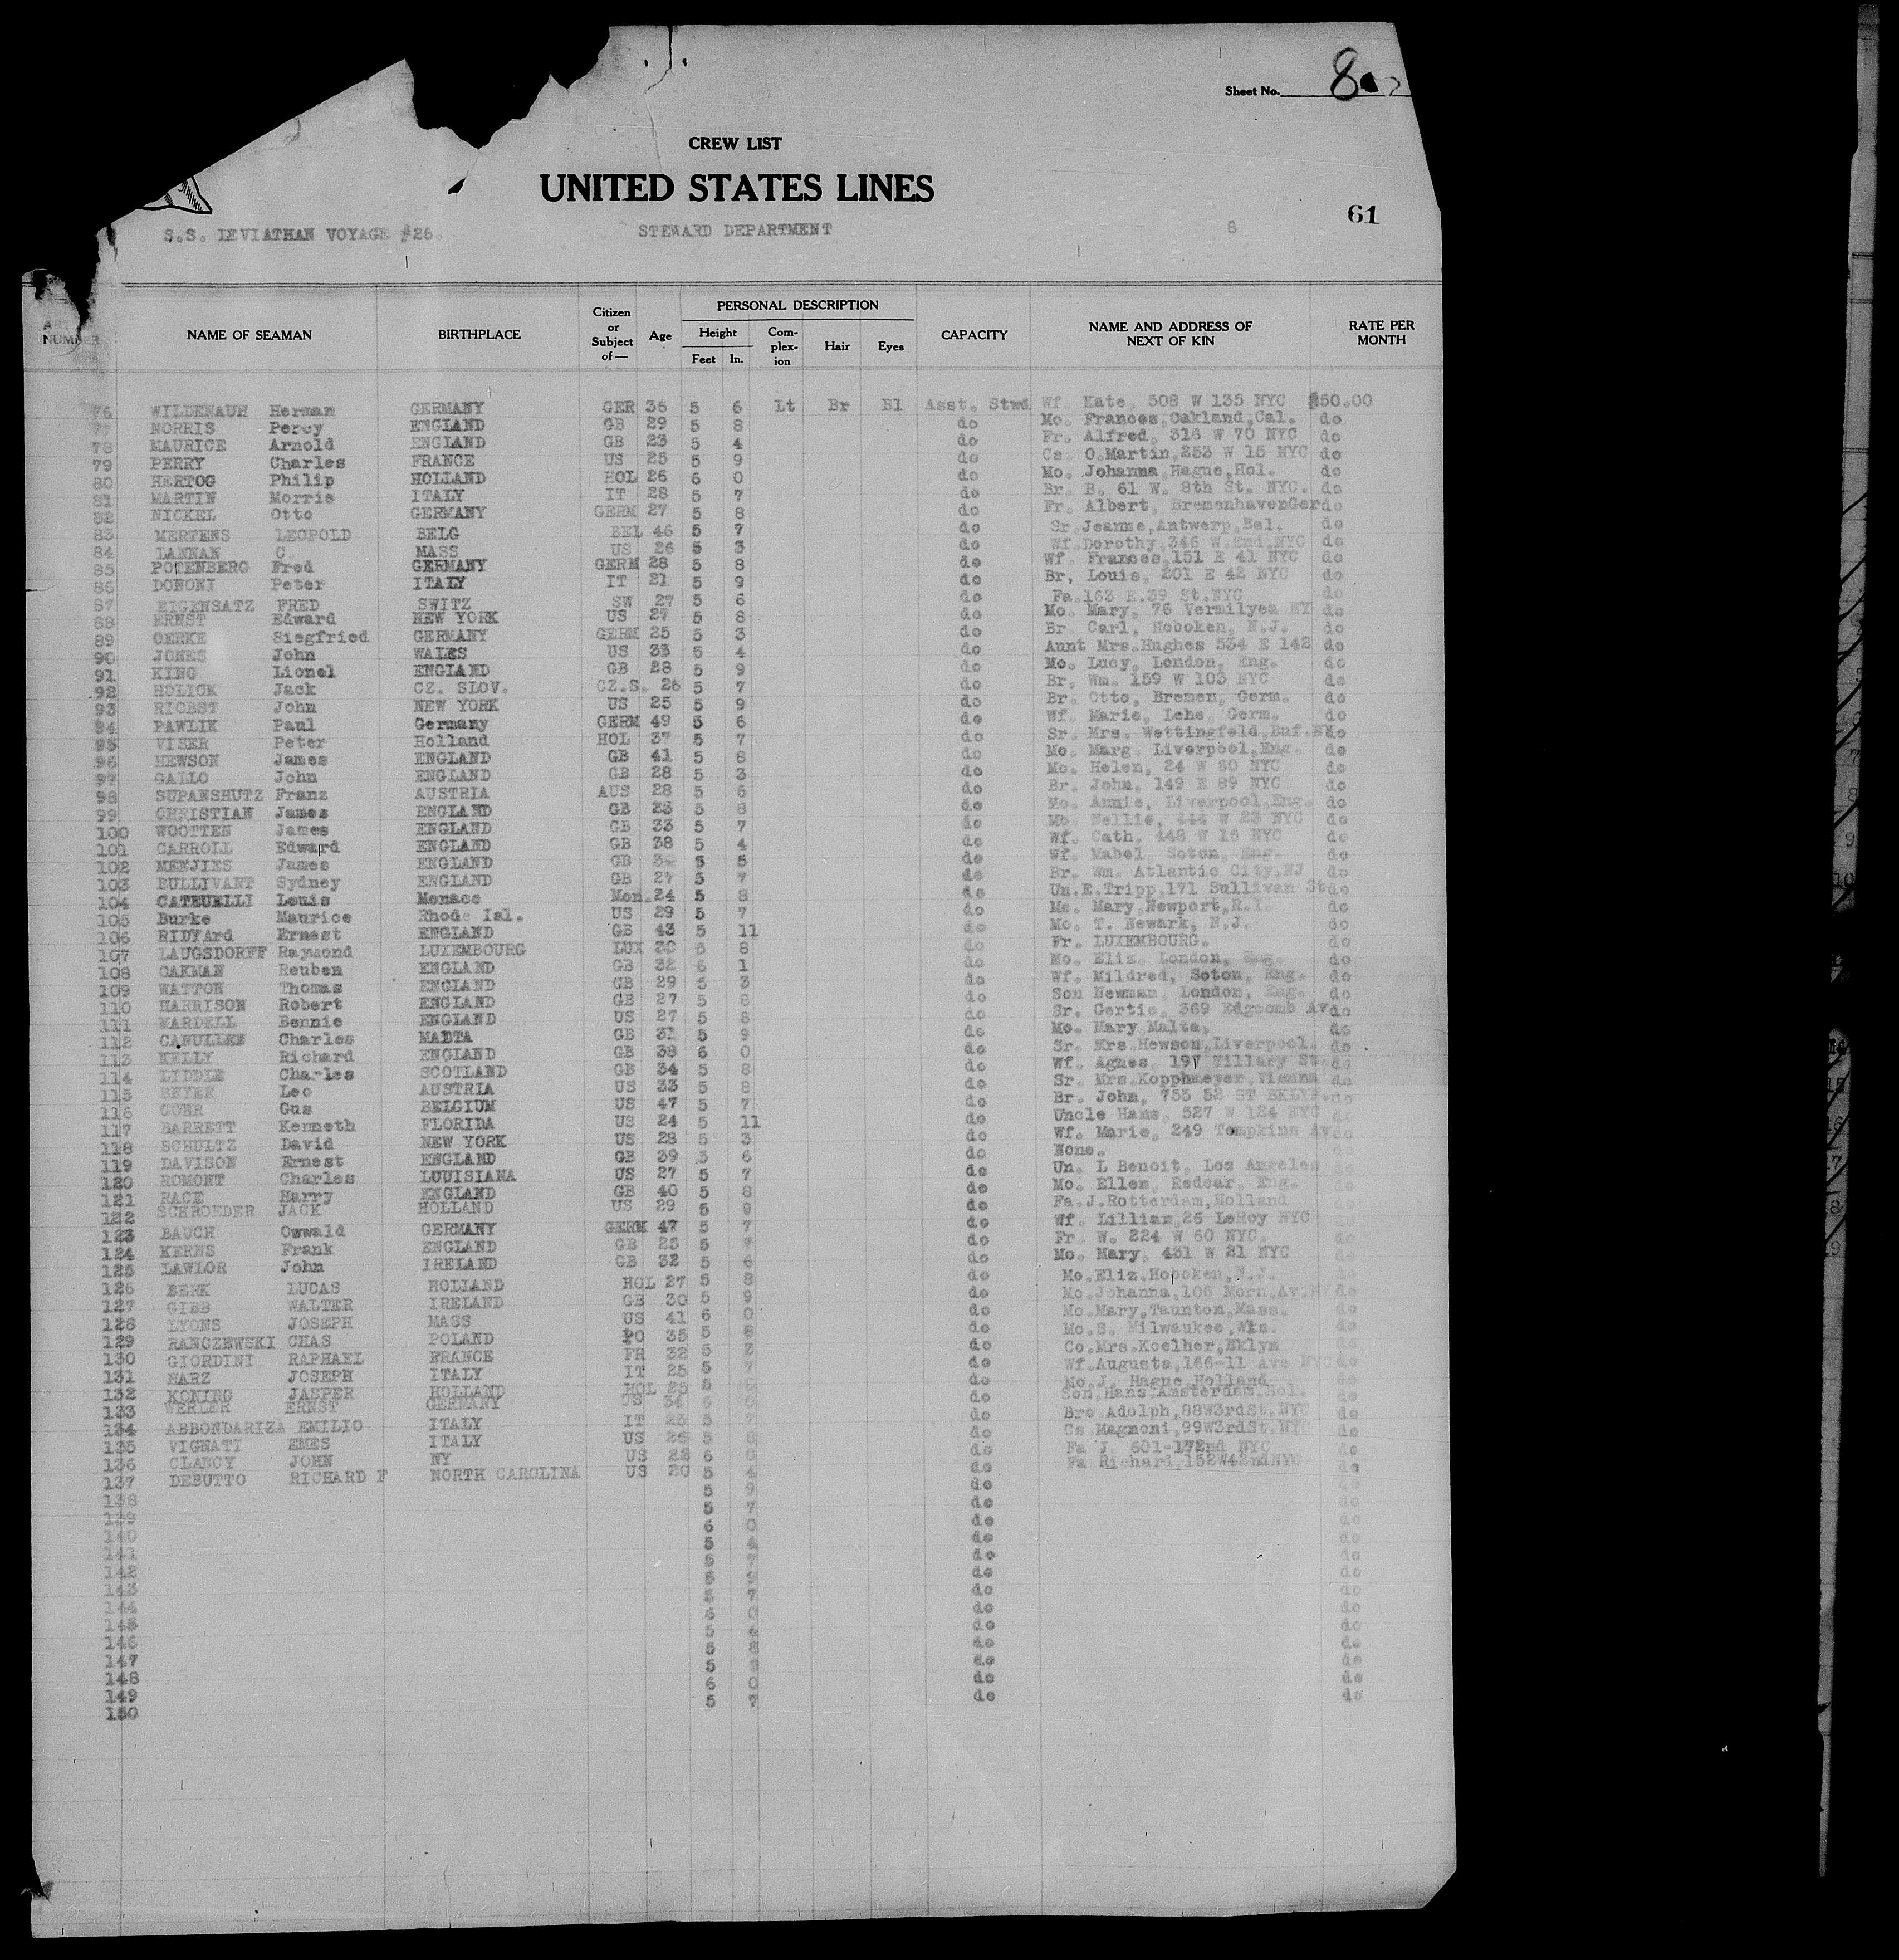 Sheet No. 8
CREW LIST
UNITED STATES LINES
61
S.S. LEVIATHAN VOYAGE #26. STEWARD DEPARTMENT 8
NUMBER NAME OF SEAMAN BIRTHPLACE Citizen or Subject of— Age PERSONAL DESCRIPTION Height Feet In. Complexion Hair Eyes CAPACITY NAME AND ADDRESS OF NEXT OF KIN RATE PER MONTH
76 WILDENAUH Herman GERMANY GER 36 5 6 Lt Br Bl Asst. Stwd Wf. Kate, 508 W 135 NYC $50.00
77 NORRIS Percy ENGLAND GB 29 5 8 do Mo. Frances, Oakland, Cal. do
78 MAURICE Arnold ENGLAND GB 23 5 4 do Fr. Alfred, 316 W 70 NYC do
79 PERRY Charles FRANCE US 25 5 9 do Cs. O.Martin, 253 W 15 NYC do
80 HERTOG Philip HOLLAND HOL 26 6 0 do Mo. Johanna, Hague, Hol. do
81 MARTIN Morris ITALY IT 28 5 7 do Br. B. 61 W. 8th St. NYC. do
82 NICKEL Otto GERMANY GERM 27 5 8 do Fr. Albert, BremenhavenGer do
83 MERTENS LEOPOLD BELG BEL 46 5 7 do Sr.Jeanne, Antwerp, Bel. do
84 LANNAN C. MASS US 26 5 3 do Wf.Dorothy, 346 W.End, NYC do
85 POTENBERG Fred GERMANY GERM 28 5 8 do Wf. Frances, 151 E 41 NYC do
86 DONONI Peter ITALY IT 21 5 9 do Br. Louis, 201 E 42 NYC do
87 EIGENSATZ FRED SWITZ SW 27 5 6 do Fa.163 E.39 St.NYC do
88 ERNST Edward NEW YORK US 27 5 8 do Mo. Mary, 76 Vermilyea NY do
89 OERKE Siegfried GERMANY GERM 25 5 3 do Br. Carl, Hoboken, N.J. do
90 JONES John WALES US 33 5 4 do Aunt Mrs.Hughes 534 E 142 do
91 KING Lionel ENGLAND GB 28 5 9 do Mo. Lucy, London, Eng. do
92 HOLICK Jack CZ. SLOV. CZ.S. 26 5 7 do Br. Wm. 159 W 103 NYC do
93 RIOBST John NEW YORK US 25 5 9 do Br. Otto, Bremen, Germ. do
94 PAWLIK Paul Germany GERM 49 5 6 do Wf. Marie, Lehe, Germ. do
95 VISER Peter Holland HOL 37 5 7 do Sr. Mrs. Wettingfeld, Buf.NY do
96 HEWSON James ENGLAND GB 41 5 8 do Mo. Marg. Liverpool, Eng. do
97 GALLO John ENGLAND GB 28 5 3 do Mo. Helen, 24 W 60 NYC do
98 SUPANSHUTZ Franz AUSTRIA AUS 28 5 6 do Br. John, 149 E 89 NYC do
99 CHRISTIAN James ENGLAND GB 25 5 8 do Mo. Annie, Liverpool, Eng. do
100 WOOTTEN James ENGLAND GB 33 5 7 do Mo. Nellie, 444 W 23 NYC do
101 CARROLL Edward ENGLAND GB 38 5 4 do Wf. Cath. 448 W 16 NYC do
102 MENJIES James ENGLAND GB 5 5 do Wf. Mabel, Soton, Eng. do
103 BULLIVANT Sydney ENGLAND GB 27 5 7 do Br. Wm. Atlantic City, NJ do
104 CATEUELLI Louis Monaco Mon. 24 5 8 do Un.E.Tripp, 171 Sullivan St do
105 Burke Maurice Rhode Isl. US 29 5 7 do Mo. Mary, Newport, R.I. do
106 RIDYArd Ernest ENGLAND GB 43 5 11 do Mo. T. Newark, N.J. do
107 LAUGSDORFF Raymond LUXEMBOURG LUX 30 5 8 do Fr. LUXEMBOURG. do
108 OAKMAN Reuben ENGLAND GB 32 6 1 do Mo. Eliz. London, Eng. do
109 WATTON Thomas ENGLAND GB 29 5 3 do Wf. Mildred, Soton, Eng. do
110 HARRISON Robert ENGLAND GB 27 5 8 do Son Newman, London, Eng. do
111 WARDELL Bennie ENGLAND US 27 5 8 do Sr. Gertie, 369 Edgcomb Av do
112 CANULLEN Charles MALTA GB 31 5 9 do Mo. Mary Malta. do
113 KELLY Richard ENGLAND GB 38 6 0 do Sr. Mrs.Hewson, Liverpool. do
114 LIDDLE Charles SCOTLAND GB 34 5 8 do Wf. Agnes, 197 Tillary St do
115 BEYER Leo AUSTRIA US 33 5 8 do Sr. Mrs.Kopphmeyer, Vienna do
116 GOHR Gus BELGIUM US 47 5 7 do Br. John, 753 52 ST BKLYN. do
117 BARRETT Kenneth FLORIDA US 24 5 11 do Uncle Hans, 527 W 124 NYC do
118 SCHULTZ David NEW YORK US 28 5 3 do Wf. Marie, 249 Tompkins Av do
119 DAVISON Ernest ENGLAND GB 39 5 6 do None. do
120 ROMONT Charles LOUISIANA US 27 5 7 do Un. L Benoit, Los Angeles do
121 RACE Harry ENGLAND GB 40 5 8 do Mo. Ellen, Redcar, Eng. do
122 SCHROEDER JACK HOLLAND US 29 5 9 do Fa.J.Rotterdam, Holland do
123 BAUCH Oswald GERMANY GERM 47 5 7 do Wf. Lillian, 25 LeRoy NYC do
124 KERNS Frank ENGLAND GB 25 5 7 do Fr. W. 224 W 60 NYC. do
125 LAWLOR John IRELAND GB 32 5 6 do Mo. Mary, 431 W 21 NYC do
126 BERK LUCAS HOLLAND HOL 27 5 8 do Mo.Eliz.Hoboken, N.J. do
127 GIBB WALTER IRELAND GB 30 5 9 do Mo.Johanna, 106 Morn.Av.NY do
128 LYONS JOSEPH MASS US 41 6 0 do Mo.Mary, Taunton, Mass. do
129 RANCZEWSKI CHAS POLAND PO 35 5 8 do Mo.S. Milwaukee, Wis. do
130 GIORDINI RAPHAEL FRANCE FR 32 5 3 do Co.Mrs.Koelher, Bklyn do
131 HARZ JOSEPH ITALY IT 25 5 7 do Wf.Augusta, 166-11 Ave NYC do
132 KONING JASPER HOLLAND HOL 25 5 do Mo.J. Hague, Holland do
133 WERLER ERNST GERMANY US 34 do Son.Hans Amsterdam, Hol. do
134 ABBONDARIZA EMILIO ITALY IT 25 5 7 do Bro Adolph, 88W3rdSt.NYC do
135 VIGNATI EMES ITALY US 26 5 8 do Cs Magnoni, 99W3rdSt.NYC do
136 CLANCY JOHN NY US 22 6 0 do Fa J. 601-172nd NYC do
137 DEBUTTO RICHARD F NORTH CAROLINA US 20 5 4 do Fa Richard, 152W42ndNYC do
138 5 9 do do
139 5 7 do do
140 6 0 do do
141 5 4 do do
142 5 7 do do
143 5 9 do do
144 5 7 do do
145 6 0 do do
146 5 4 do do
147 5 8 do do
148 5 9 do do
149 6 0 do do
150 5 7 do do